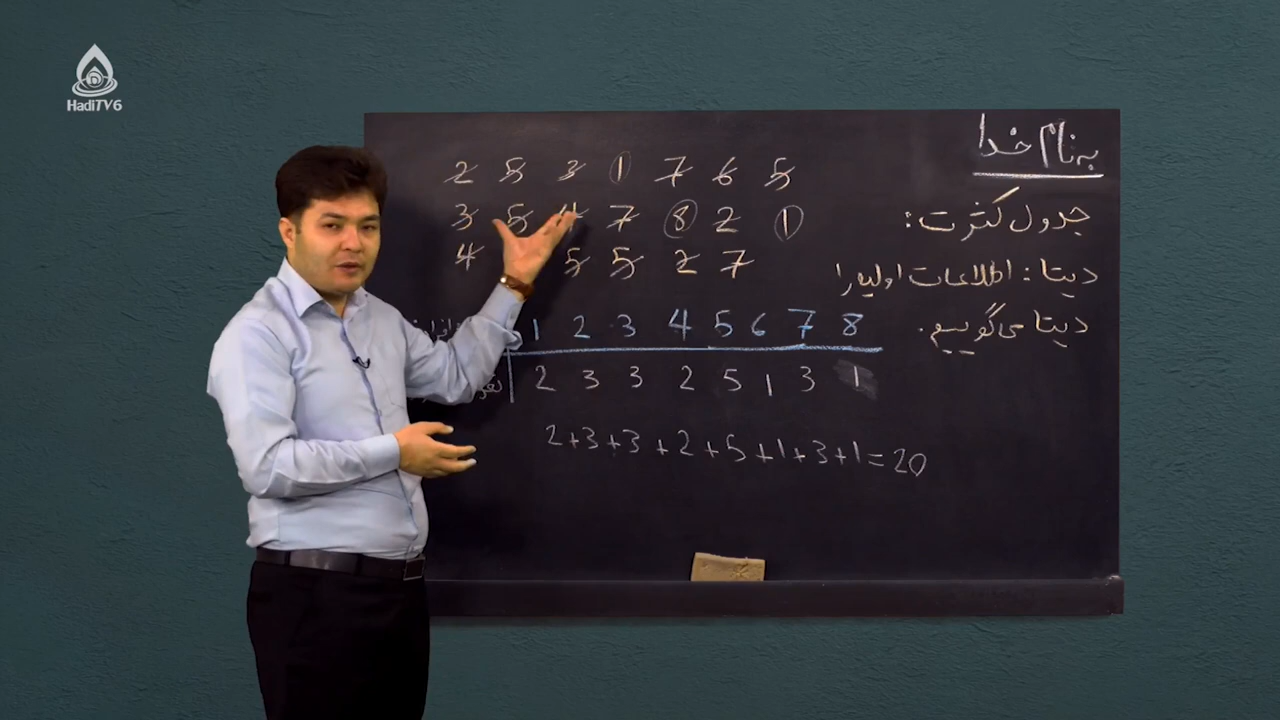 HadiTV6
به نام خدا
جدول کثرت:
دیتا: اطلاعات اولیه را
دیتا می‌گوییم.
2 5 3 1 7 6 5
3 5 4 7 8 2 1
4 5 5 2 7
1 2 3 4 5 6 7 8
2 3 3 2 5 1 3 1
2+3+3+2+5+1+3+1=20